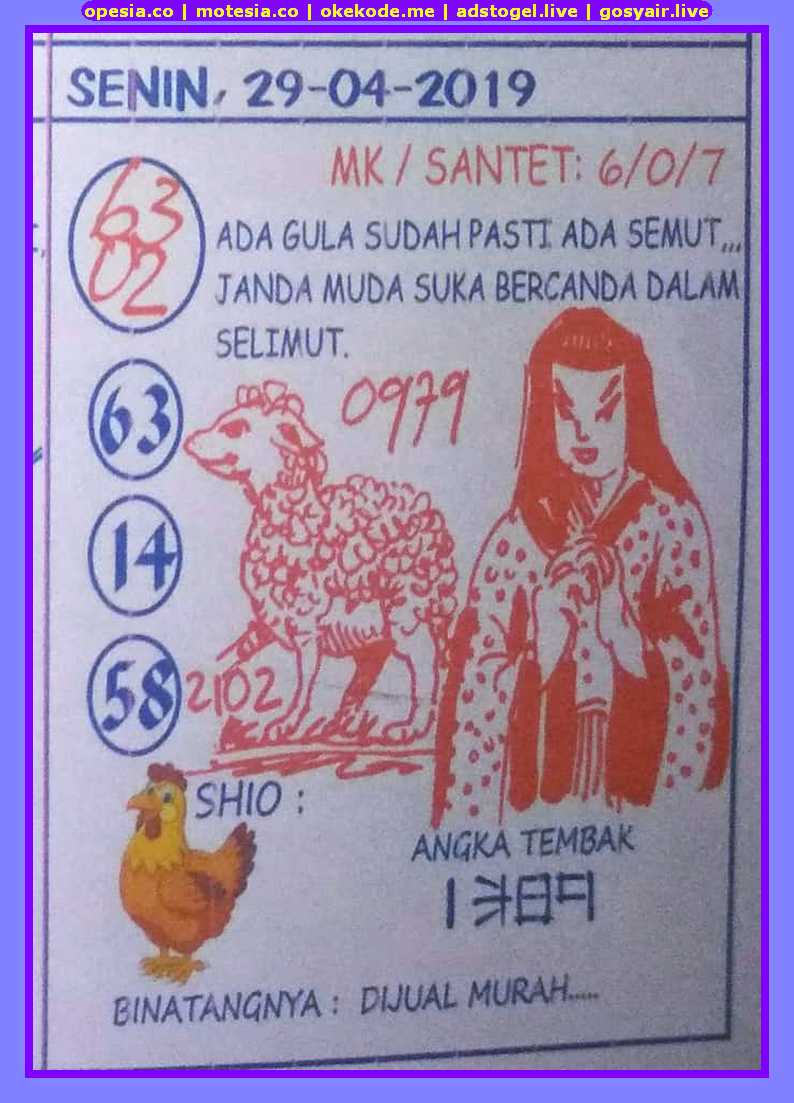 opesia.co | motesia.co | okekode.me | adstogel.live | gosyair.live
SENIN, 29-04-2019
MK / SANTET: 6/0/7
63
02
ADA GULA SUDAH PASTI ADA SEMUT,,,
JANDA MUDA SUKA BERCANDA DALAM
SELIMUT.
0979
63
14
58
2102
SHIO :
ANGKA TEMBAK
BINATANGNYA : DIJUAL MURAH.....